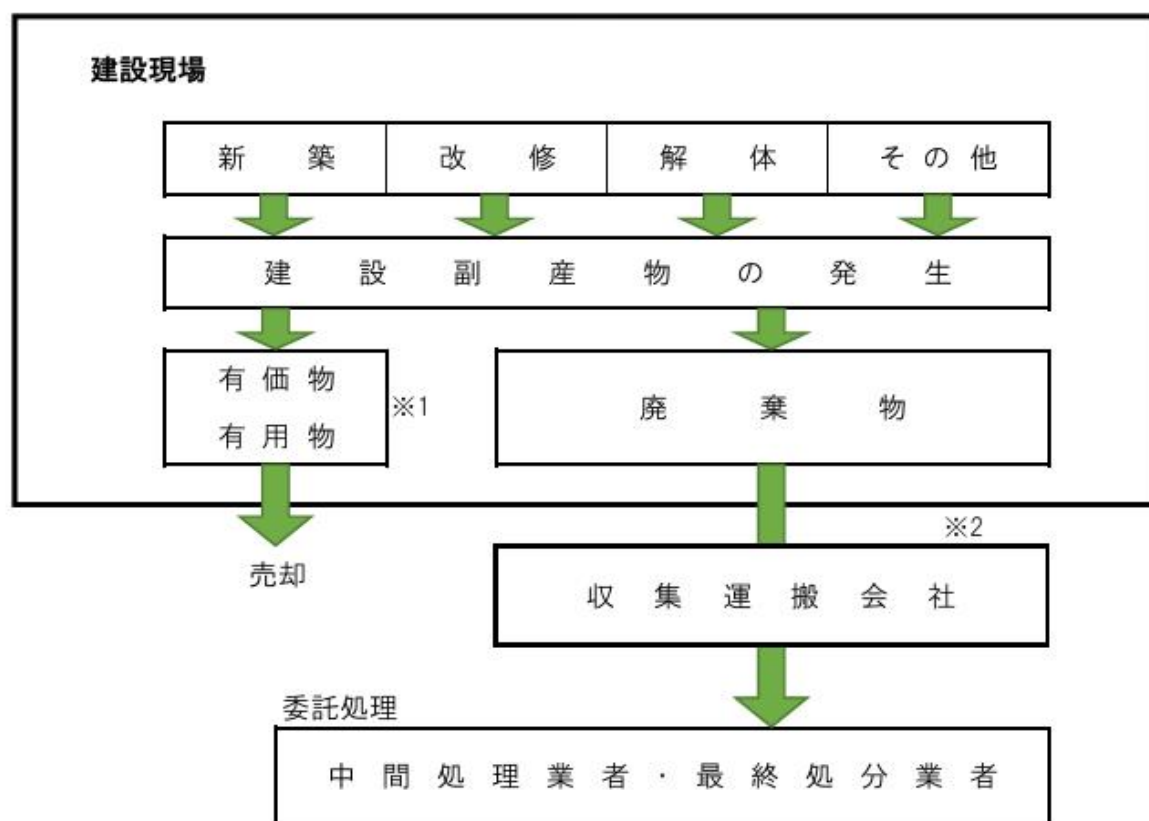 建設現場
新築 改修 解体 その他
建設副産物の発生
有価物
有用物
※1
廃棄物
※2
売却
収集運搬会社
委託処理
中間処理業者・最終処分業者